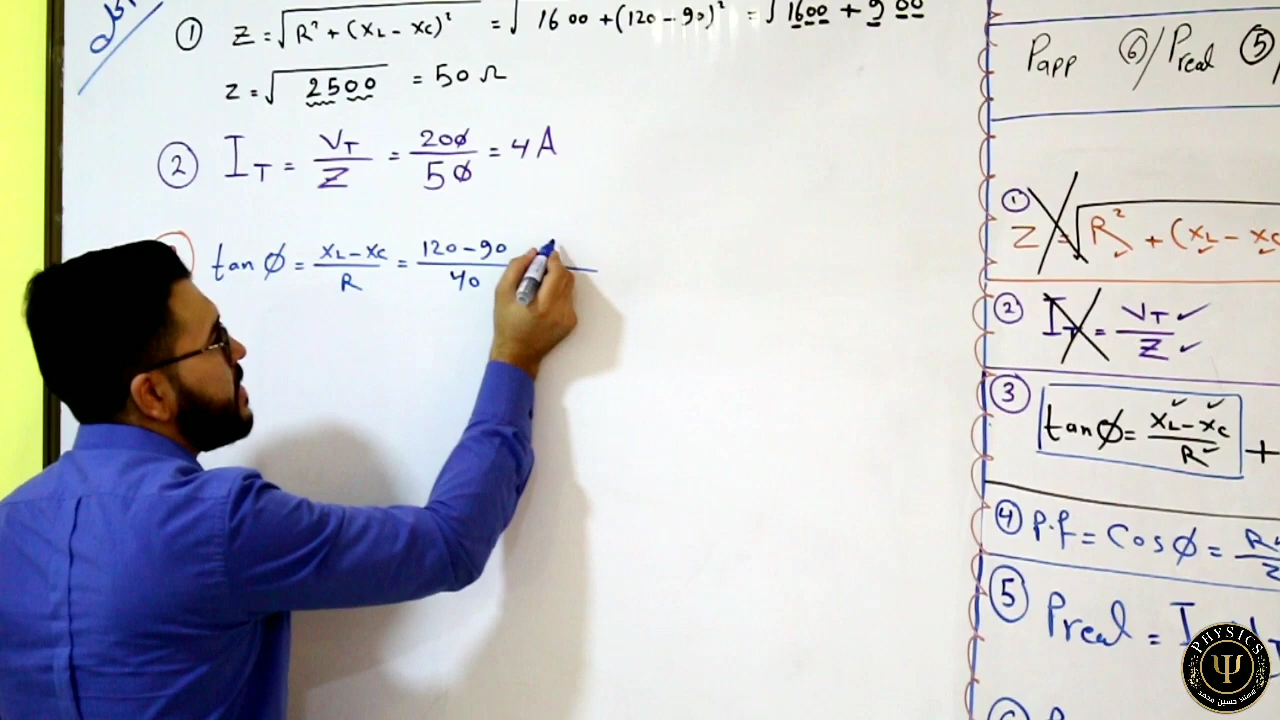 ① Z = √R² + (XL - XC)² = √1600 + (120 - 90)² = √1600 + 900
Z = √2500 = 50 Ω
② IT = VT/Z = 200/50 = 4A
tan Ø = XL - XC/R = 120 - 90/40
Papp ⑥ / Preal ⑤ /
① Z = √R² + (XL - XC
② IT = VT/Z
③ tan Ø = XL - XC/R +
④ P.f = Cos Ø =
⑤ Preal = I
PHYSICS
Ψ